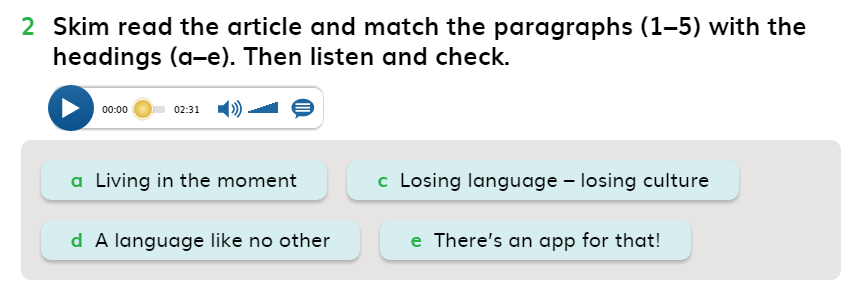 2 Skim read the article and match the paragraphs (1–5) with the
headings (a–e). Then listen and check.
00:00 02:31
a Living in the moment
c Losing language – losing culture
d A language like no other
e There's an app for that!